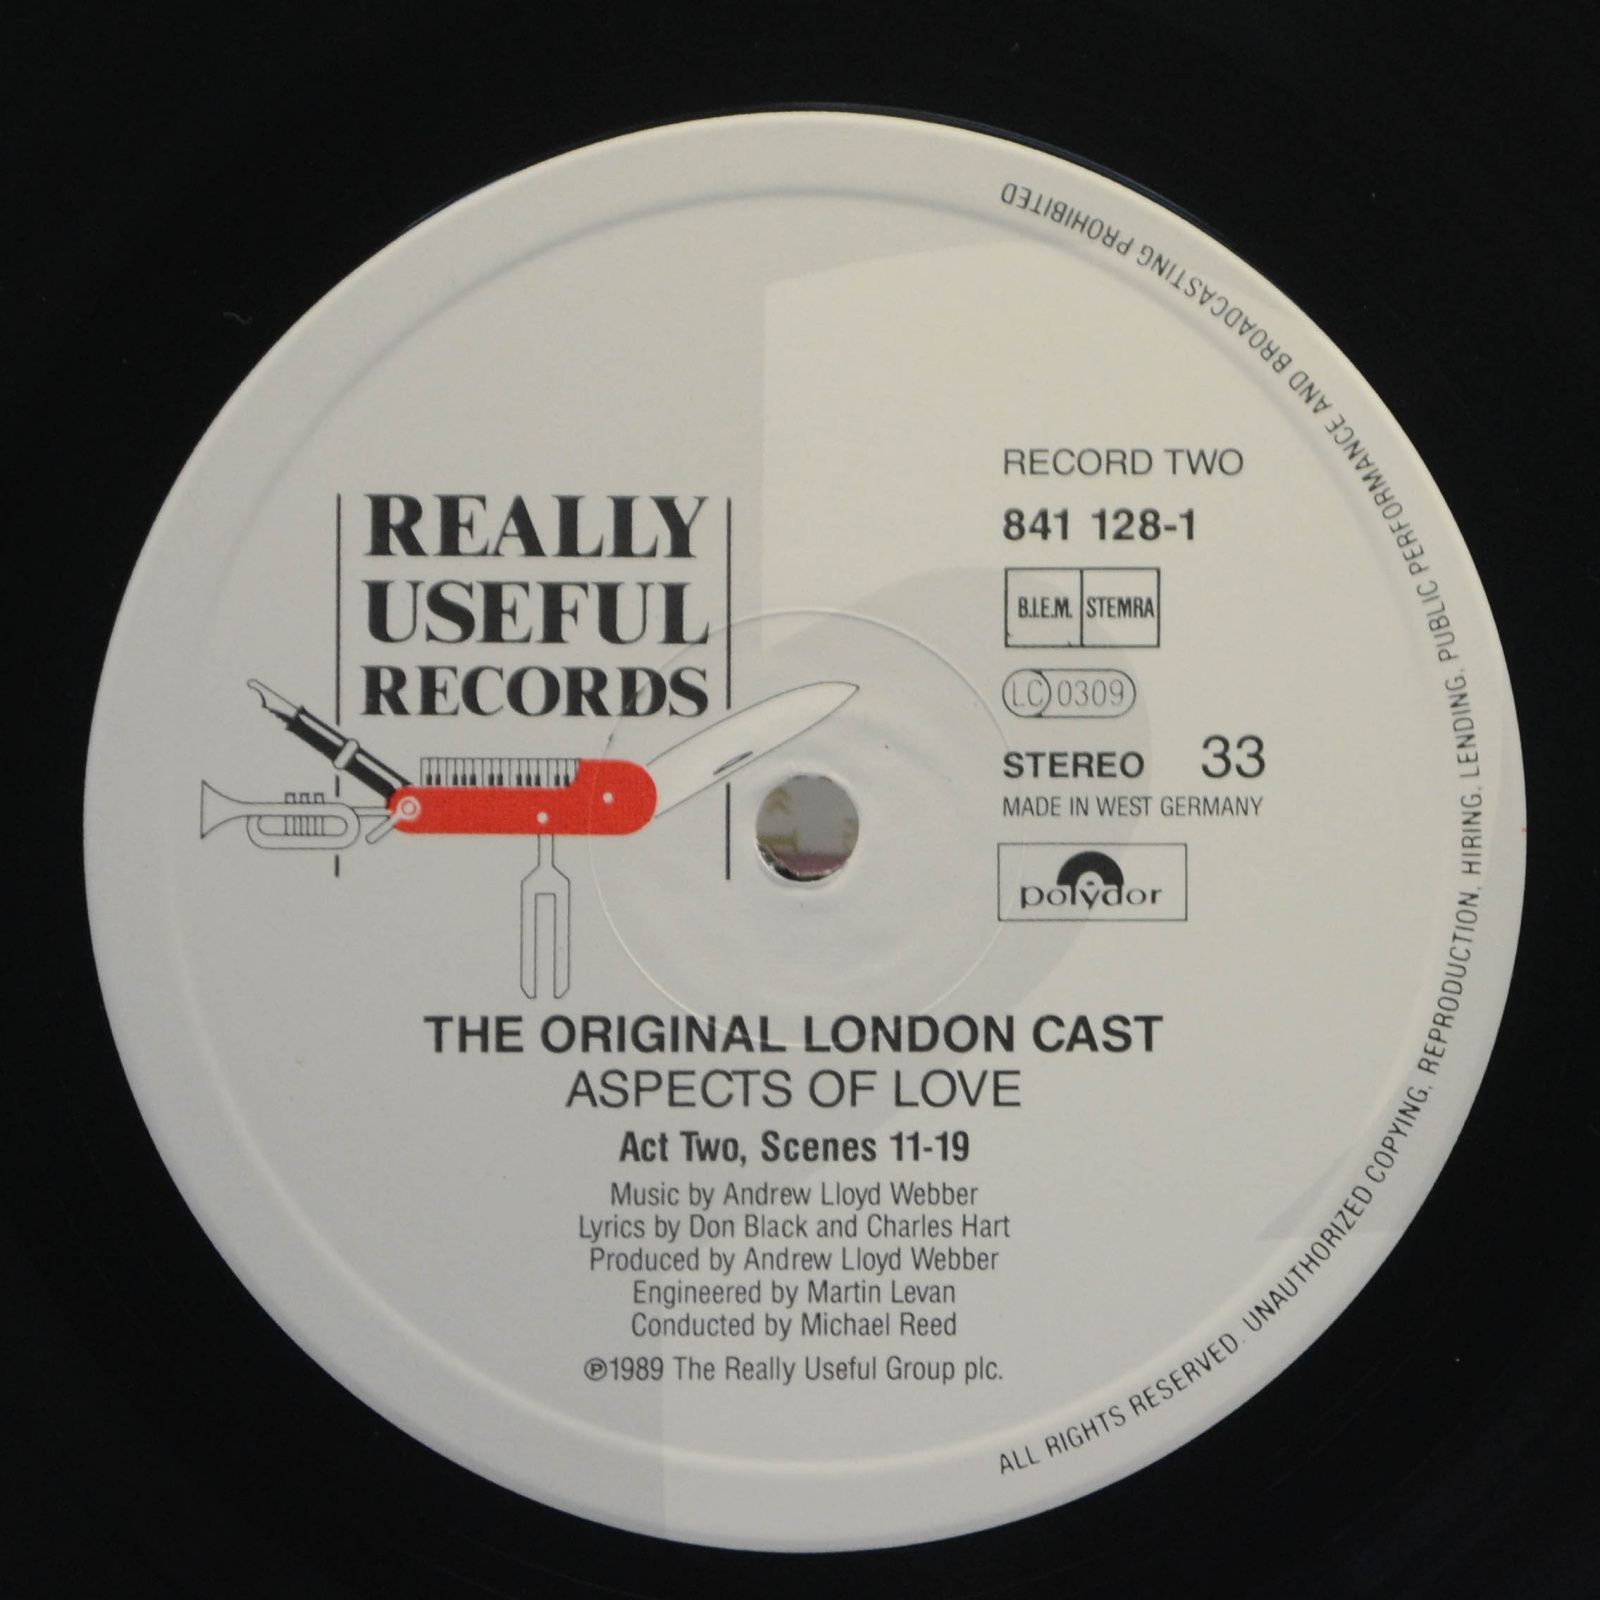 REALLY
USEFUL
RECORDS
RECORD TWO
841 128-1
B.I.E.M. STEMRA
LC 0309
STEREO 33
MADE IN WEST GERMANY
polydor
THE ORIGINAL LONDON CAST
ASPECTS OF LOVE
Act Two, Scenes 11-19
Music by Andrew Lloyd Webber
Lyrics by Don Black and Charles Hart
Produced by Andrew Lloyd Webber
Engineered by Martin Levan
Conducted by Michael Reed
℗1989 The Really Useful Group plc.
ALL RIGHTS RESERVED. UNAUTHORIZED COPYING. REPRODUCTION. HIRING. LENDING. PUBLIC PERFORMANCE AND BROADCASTING PROHIBITED